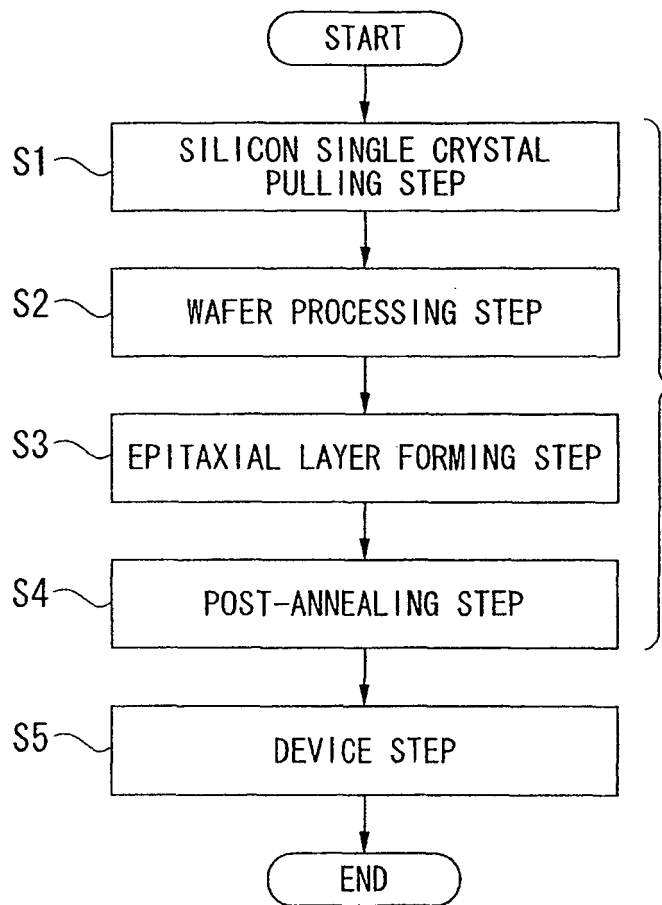 START
S1
SILICON SINGLE CRYSTAL
PULLING STEP
S2
WAFER PROCESSING STEP
S3
EPITAXIAL LAYER FORMING STEP
S4
POST-ANNEALING STEP
S5
DEVICE STEP
END